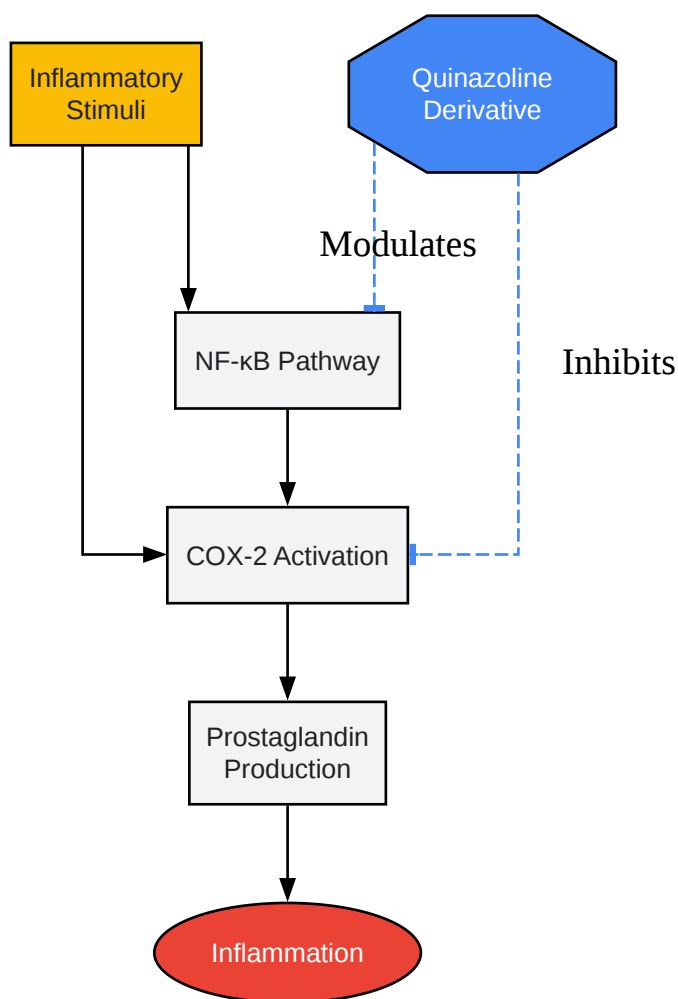 Inflammatory
Stimuli
Quinazoline
Derivative
Modulates
NF-κB Pathway
Inhibits
COX-2 Activation
Prostaglandin
Production
Inflammation